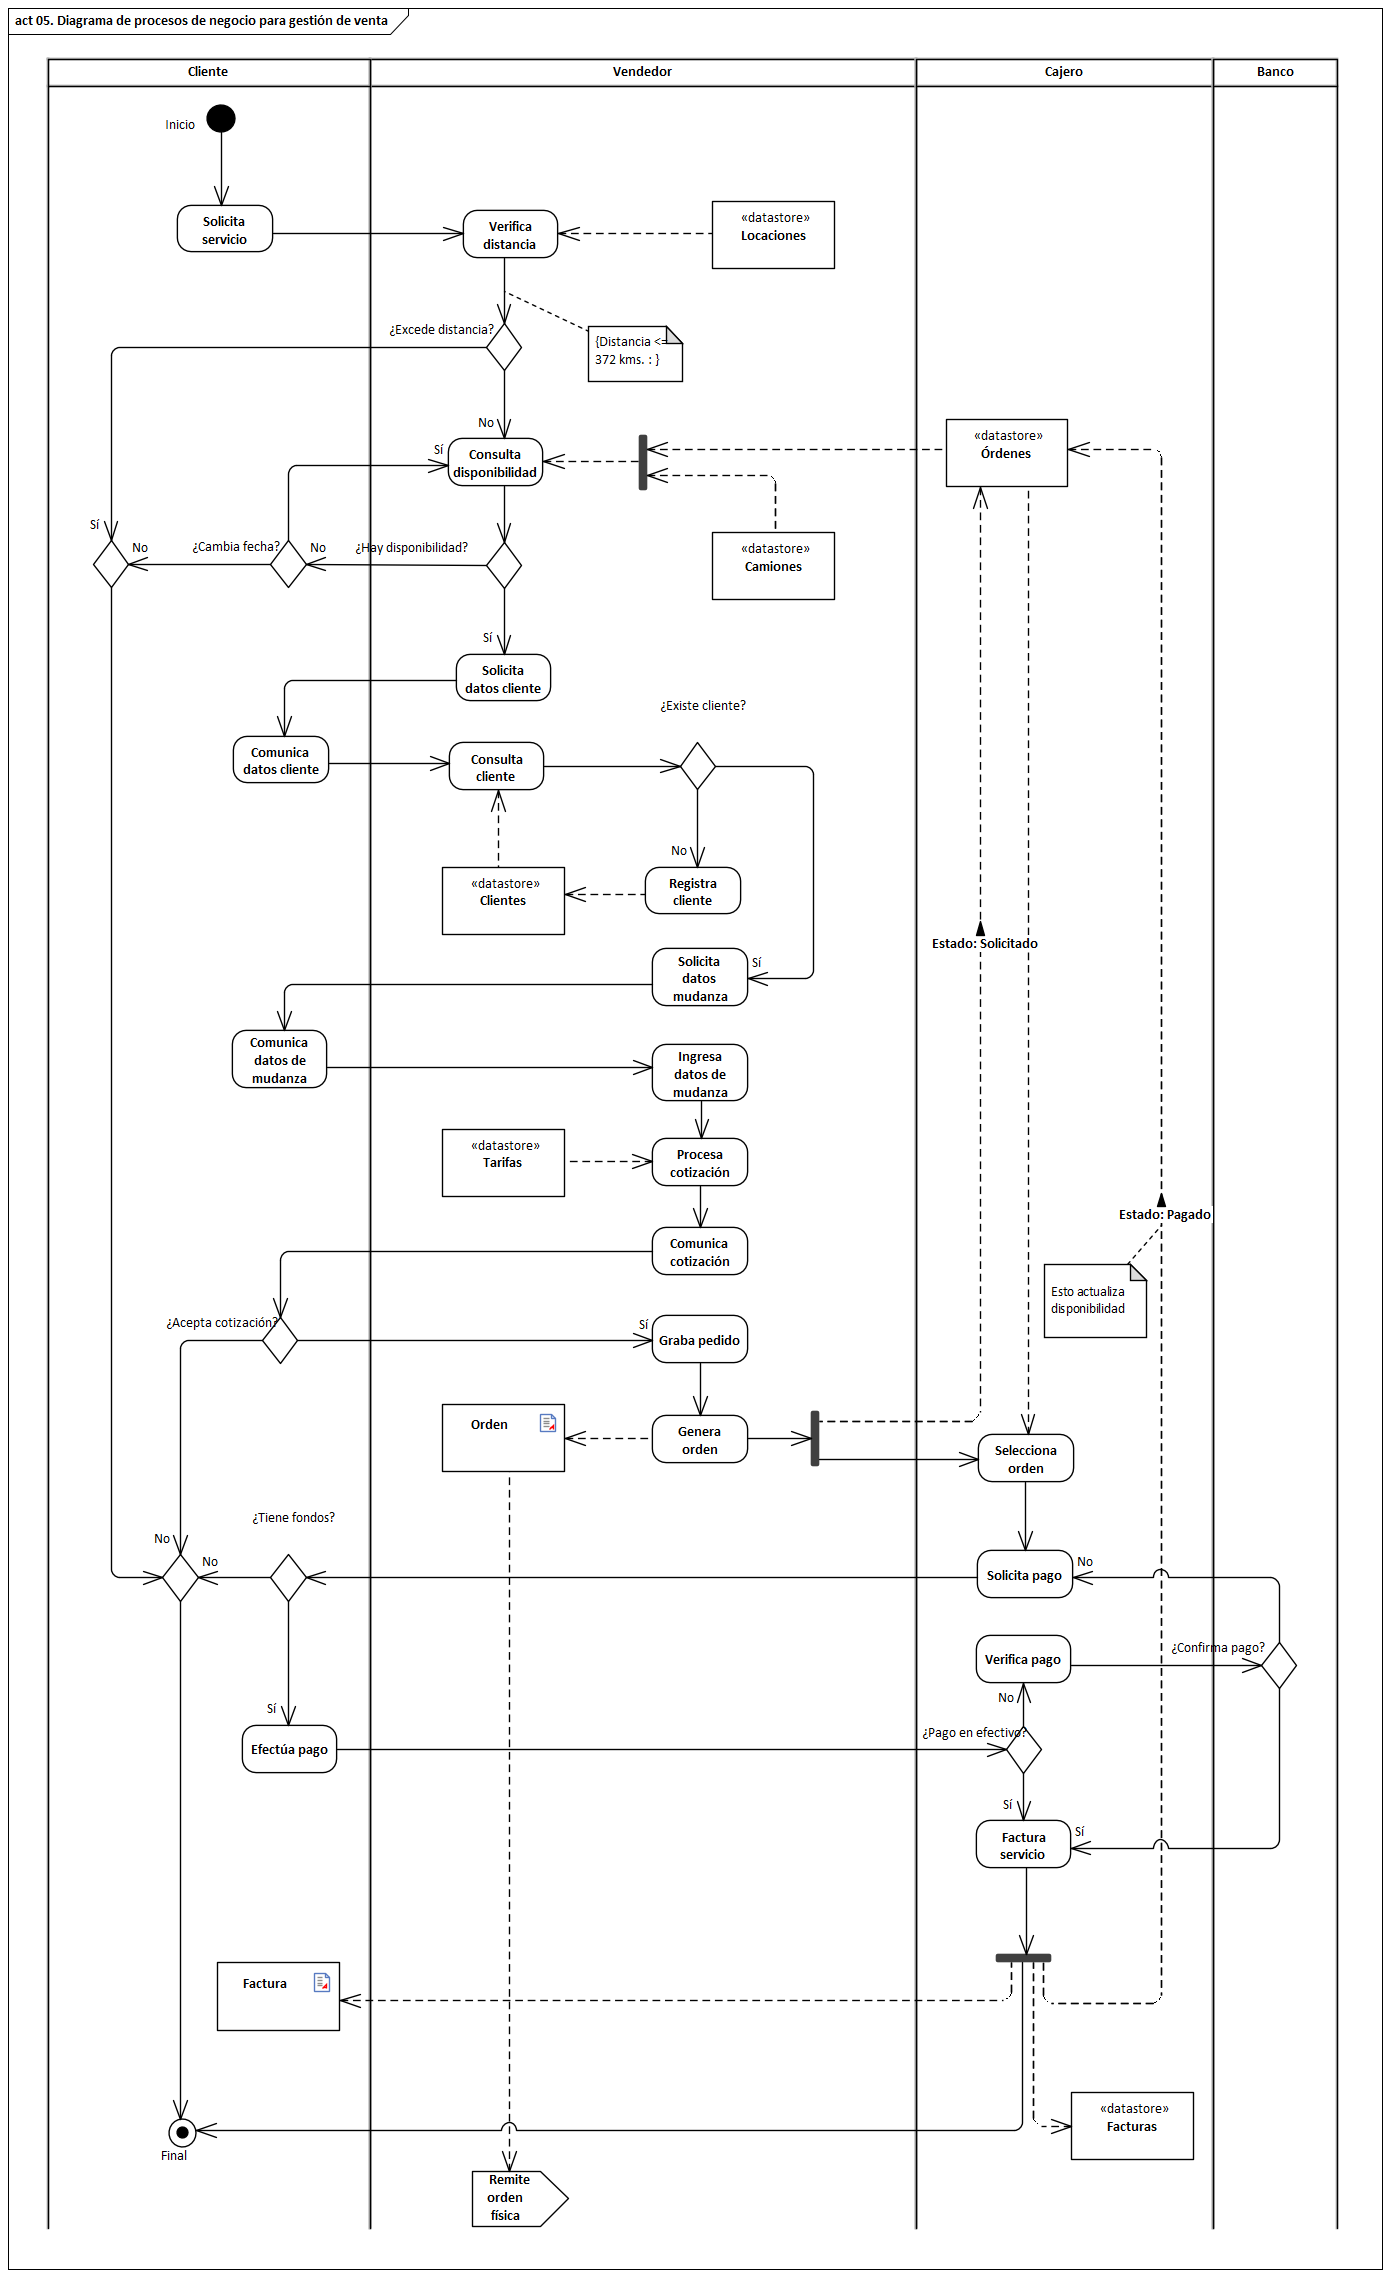 act 05. Diagrama de procesos de negocio para gestión de venta
Cliente
Vendedor
Cajero
Banco
Inicio
Solicita
servicio
Verifica
distancia
«datastore»
Locaciones
¿Excede distancia?
{Distancia <=
372 kms. : }
No
Sí
Consulta
disponibilidad
«datastore»
Órdenes
Sí
No
¿Cambia fecha?
No
¿Hay disponibilidad?
«datastore»
Camiones
Sí
Solicita
datos cliente
¿Existe cliente?
Comunica
datos cliente
Consulta
cliente
No
«datastore»
Clientes
Registra
cliente
Estado: Solicitado
Solicita
datos
mudanza
Sí
Comunica
datos de
mudanza
Ingresa
datos de
mudanza
«datastore»
Tarifas
Procesa
cotización
Estado: Pagado
Comunica
cotización
Esto actualiza
disponibilidad
¿Acepta cotización?
Sí
Graba pedido
Orden
Genera
orden
Selecciona
orden
¿Tiene fondos?
No
No
Solicita pago
No
Verifica pago
¿Confirma pago?
No
Sí
Efectúa pago
¿Pago en efectivo?
Sí
Factura
servicio
Sí
Factura
«datastore»
Facturas
Final
Remite
orden
física